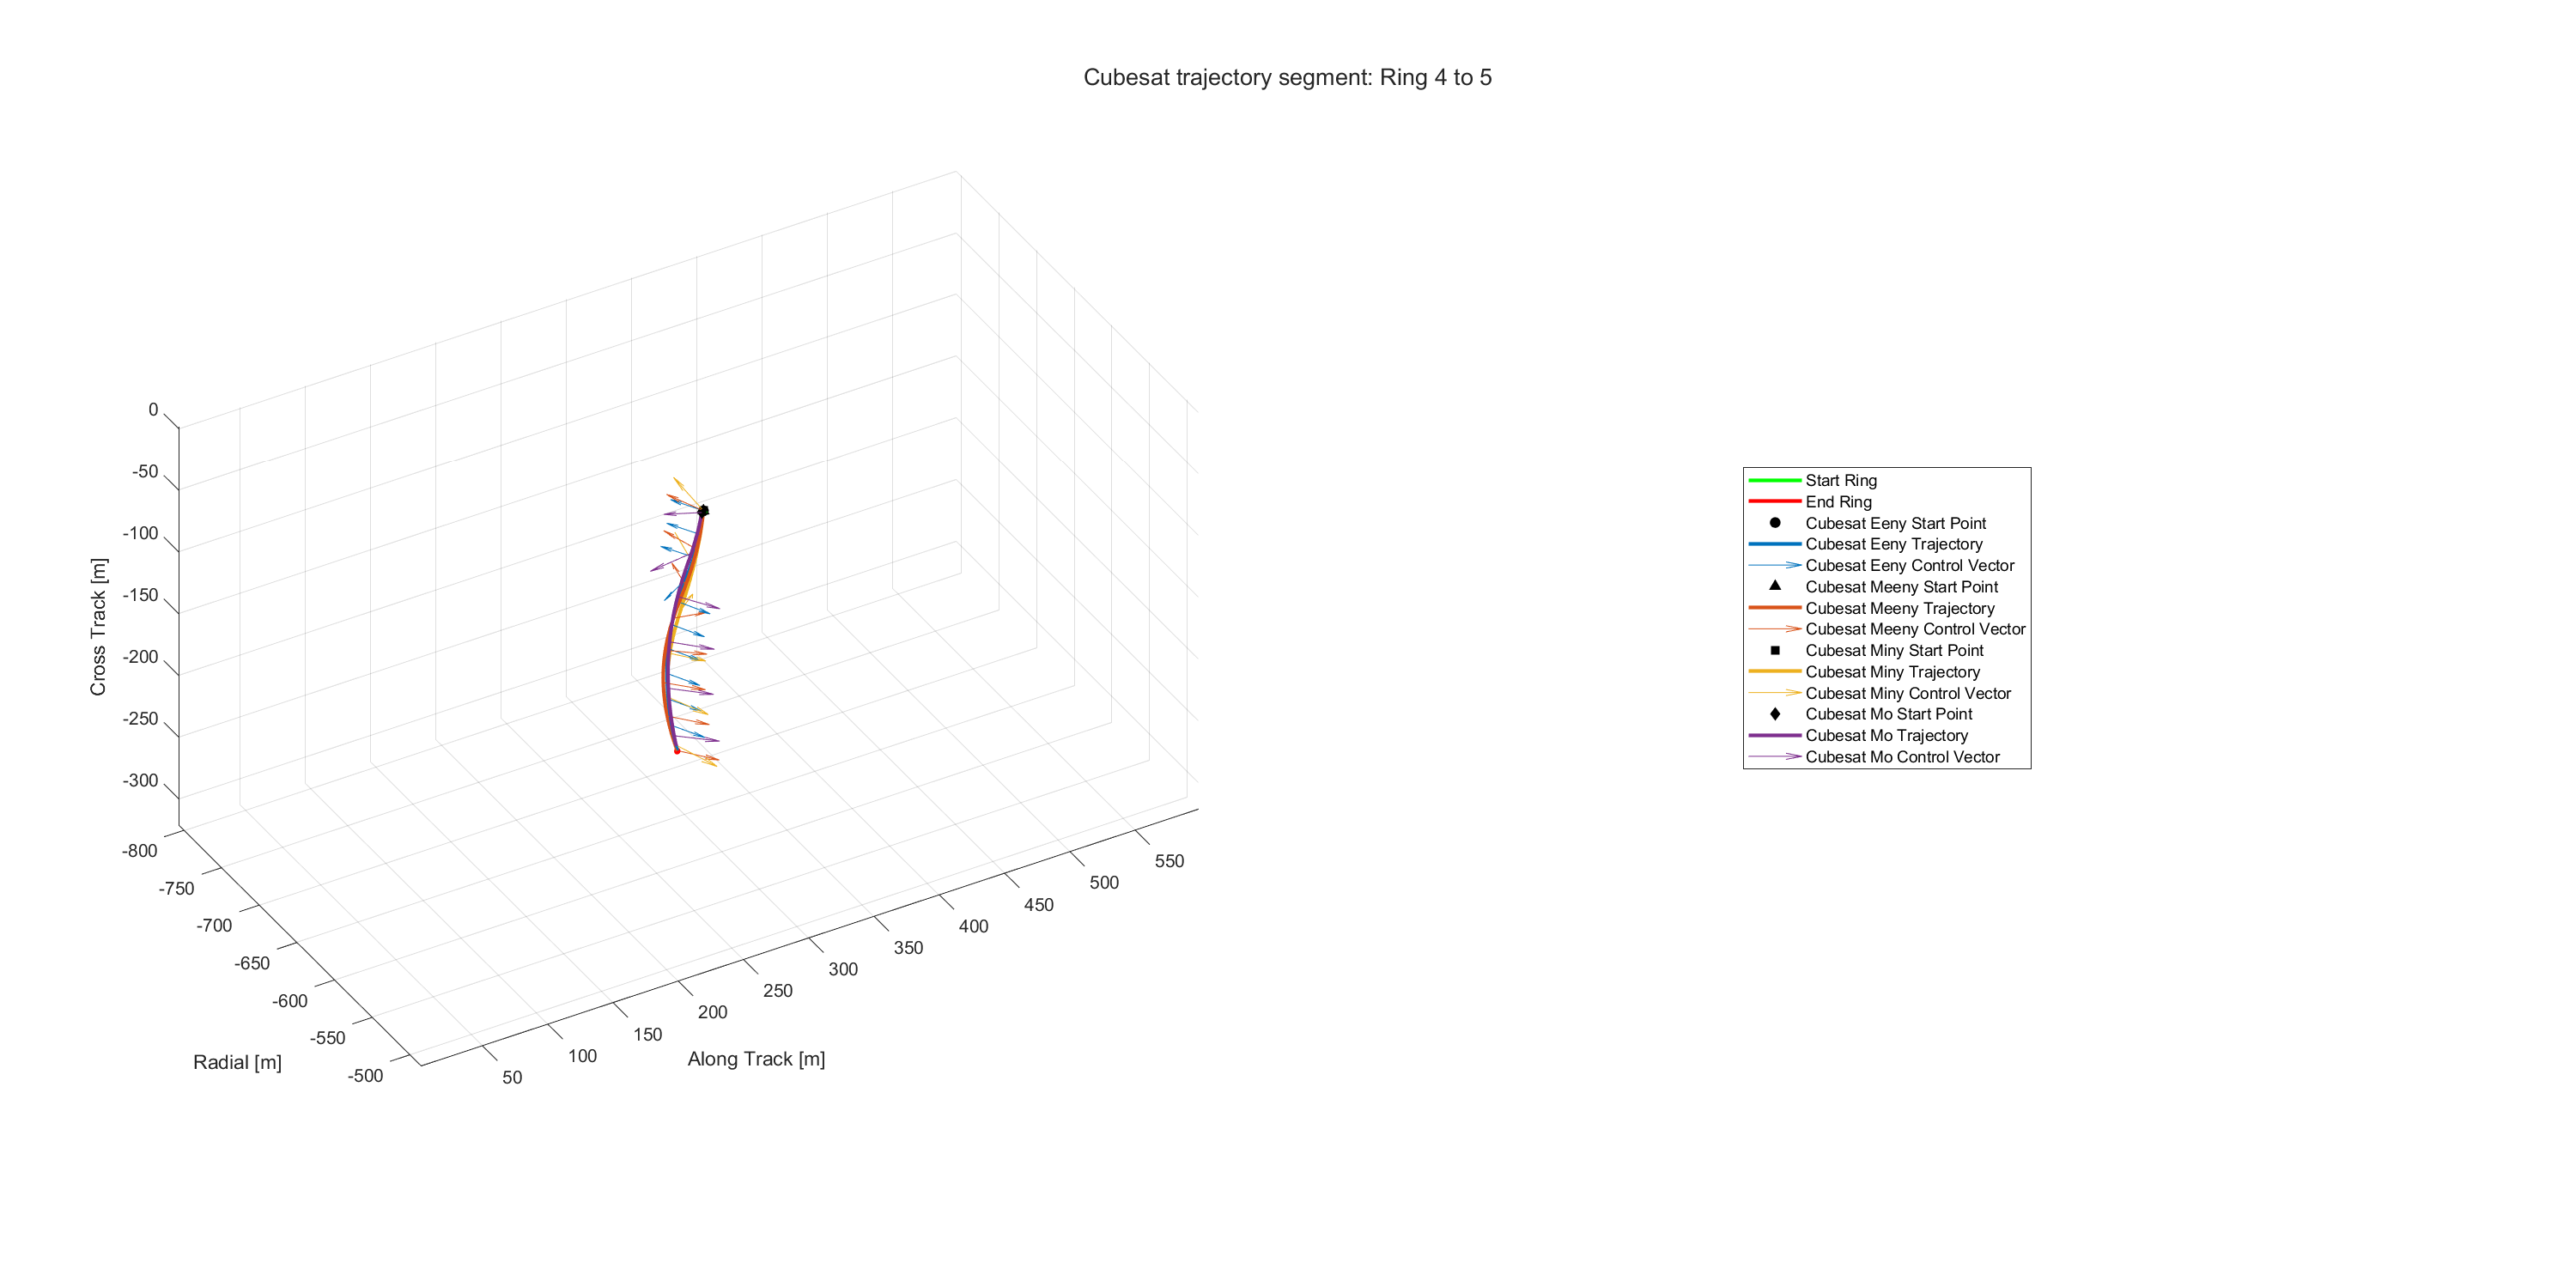 Cubesat trajectory segment: Ring 4 to 5
0
-50
-100
-150
-200
-250
-300
Cross Track [m]
-800
-750
-700
-650
-600
-550
-500
Radial [m]
50
100
150
200
250
300
350
400
450
500
550
Along Track [m]
Start Ring
End Ring
Cubesat Eeny Start Point
Cubesat Eeny Trajectory
Cubesat Eeny Control Vector
Cubesat Meeny Start Point
Cubesat Meeny Trajectory
Cubesat Meeny Control Vector
Cubesat Miny Start Point
Cubesat Miny Trajectory
Cubesat Miny Control Vector
Cubesat Mo Start Point
Cubesat Mo Trajectory
Cubesat Mo Control Vector